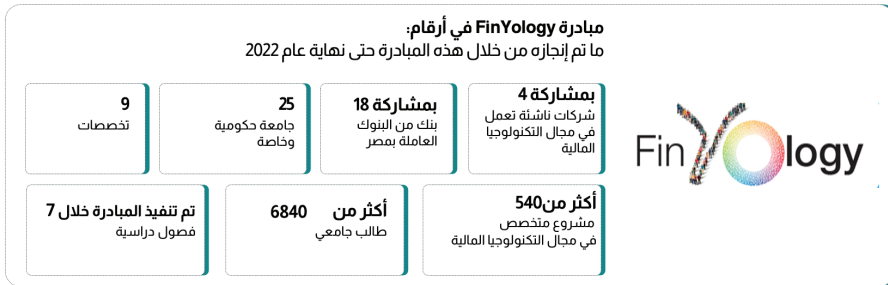 مبادرة FinYology في أرقام:
ما تم إنجازه من خلال هذه المبادرة حتى نهاية عام 2022
بمشاركة 4
شركات ناشئة تعمل
في مجال التكنولوجيا
المالية
بمشاركة 18
بنك من البنوك
العاملة بمصر
25
جامعة حكومية
وخاصة
9
تخصصات
أكثر من540
مشروع متخصص
في مجال التكنولوجيا المالية
أكثر من 6840
طالب جامعي
تم تنفيذ المبادرة خلال 7
فصول دراسية
FinYology